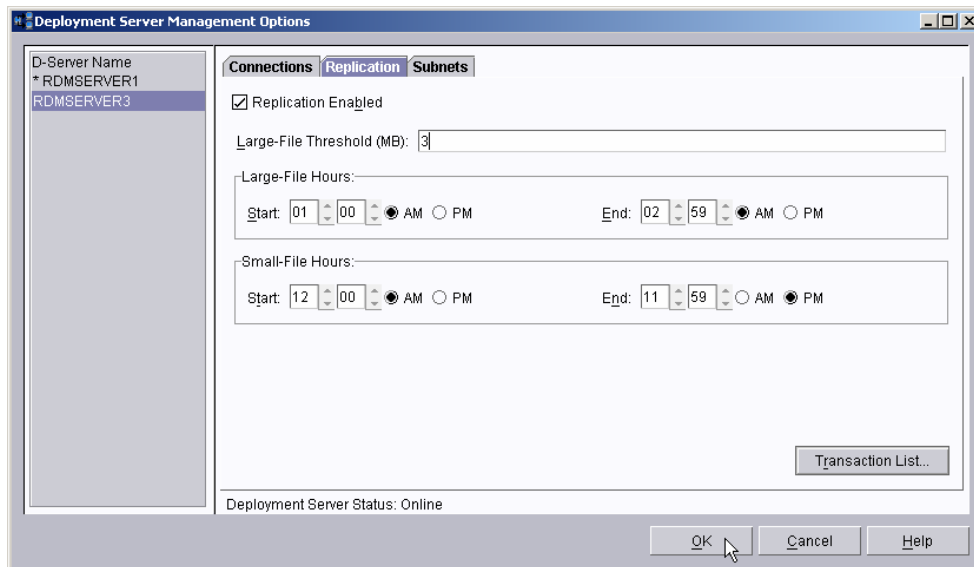 Deployment Server Management Options
D-Server Name
* RDMSERVER1
RDMSERVER3
Connections Replication Subnets
Replication Enabled
Large-File Threshold (MB): 3
Large-File Hours:
Start: 01 00 AM PM End: 02 59 AM PM
Small-File Hours:
Start: 12 00 AM PM End: 11 59 AM PM
Transaction List...
Deployment Server Status: Online
OK Cancel Help